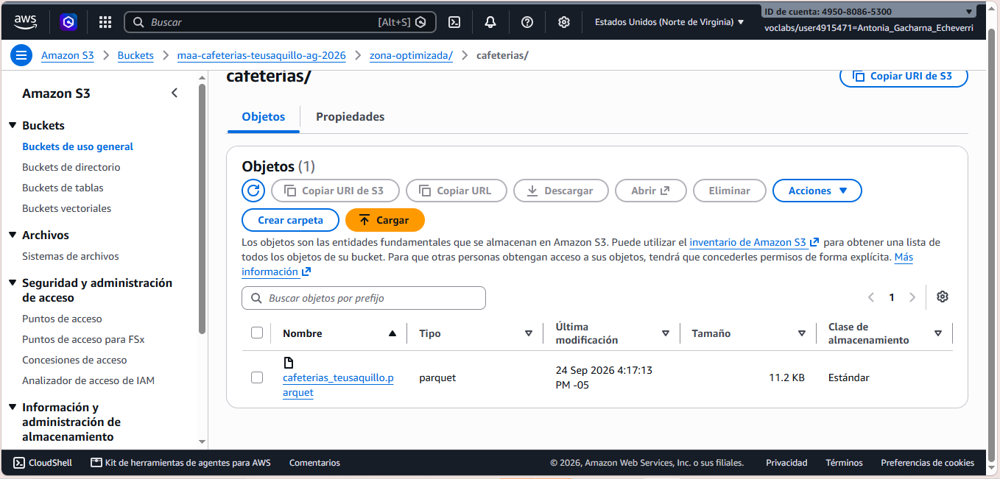 aws
Buscar
[Alt+S]
Estados Unidos (Norte de Virginia)
ID de cuenta: 4950-8086-5300
voclabs/user4915471=Antonia_Gacharna_Echeverri
Amazon S3
Buckets
maa-cafeterias-teusaquillo-ag-2026
zona-optimizada/
cafeterias/
Amazon S3
Buckets
Buckets de uso general
Buckets de directorio
Buckets de tablas
Buckets vectoriales
Archivos
Sistemas de archivos
Seguridad y administración
de acceso
Puntos de acceso
Puntos de acceso para FSx
Concesiones de acceso
Analizador de acceso de IAM
Información y
administración de
almacenamiento
cafeterias/
Copiar URI de S3
Objetos
Propiedades
Objetos (1)
Copiar URI de S3
Copiar URL
Descargar
Abrir
Eliminar
Acciones
Crear carpeta
Cargar
Los objetos son las entidades fundamentales que se almacenan en Amazon S3. Puede utilizar el inventario de Amazon S3 para obtener una lista de
todos los objetos de su bucket. Para que otras personas obtengan acceso a sus objetos, tendrá que concederles permisos de forma explícita. Más
información
Buscar objetos por prefijo
1
Nombre
Tipo
Última
modificación
Tamaño
Clase de
almacenamiento
cafeterias_teusaquillo.p
arquet
parquet
24 Sep 2026 4:17:13
PM -05
11.2 KB
Estándar
CloudShell
Kit de herramientas de agentes para AWS
Comentarios
© 2026, Amazon Web Services, Inc. o sus filiales.
Privacidad
Términos
Preferencias de cookies